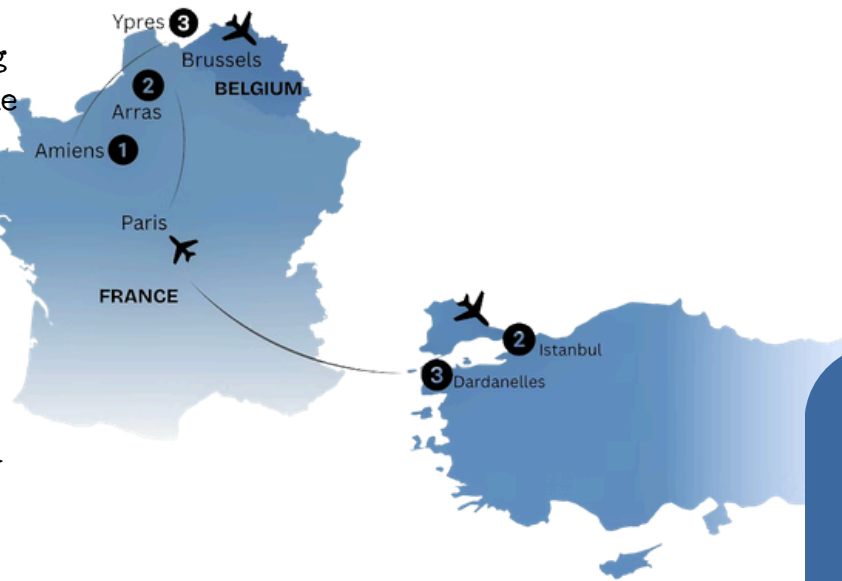 Ypres 3
g
Brussels
e
2
BELGIUM
Arras
Amiens 1
Paris
FRANCE
2
Istanbul
3 Dardanelles